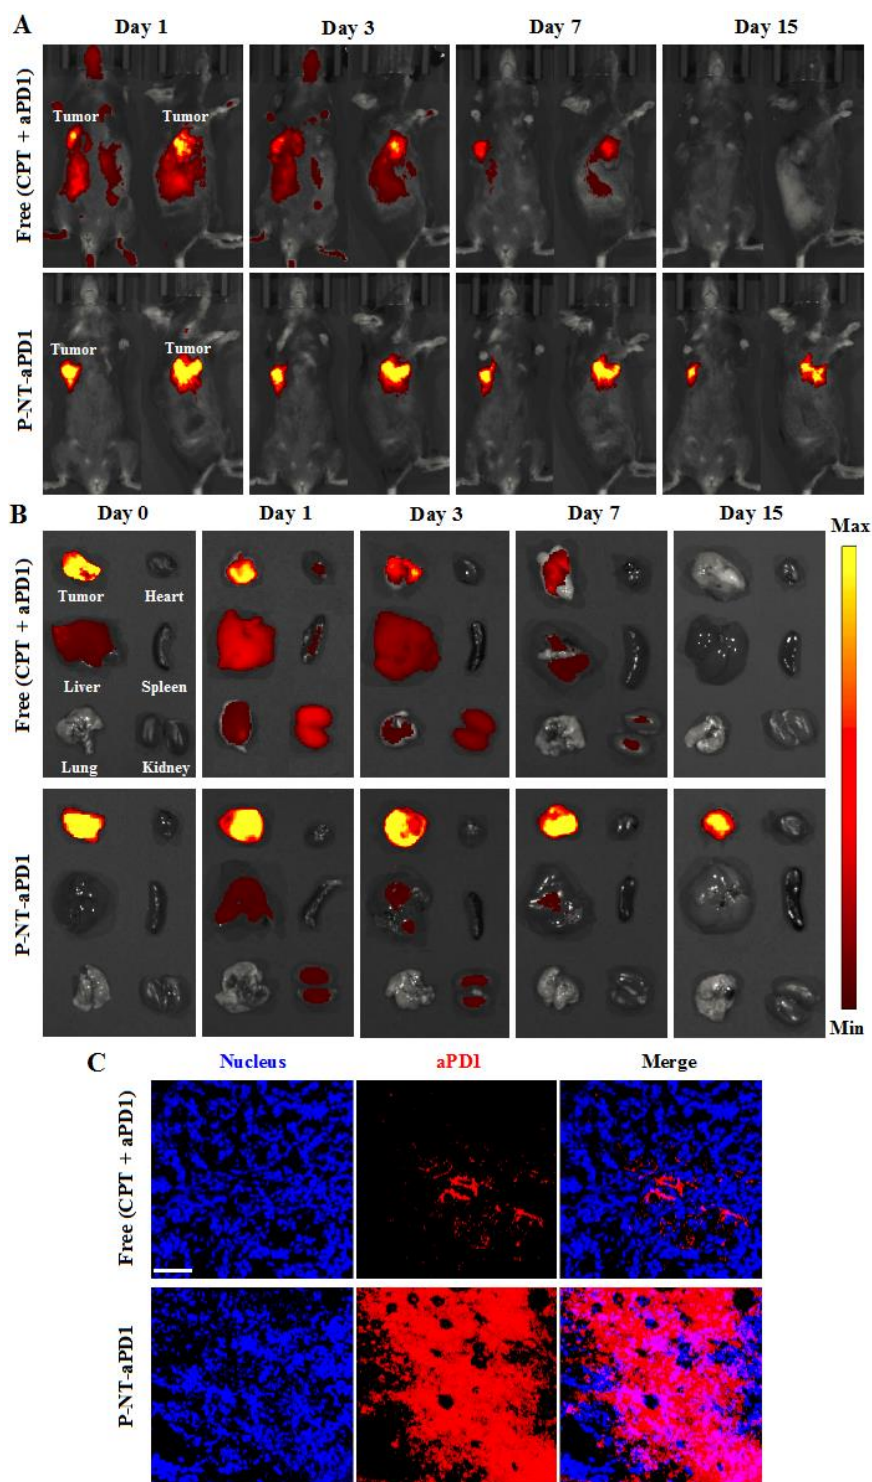 A
Day 1 Day 3 Day 7 Day 15
Free (CPT + aPD1)
Tumor Tumor
P-NT-aPD1
Tumor Tumor
B
Day 0 Day 1 Day 3 Day 7 Day 15
Max
Free (CPT + aPD1)
Tumor Heart
Liver Spleen
Lung Kidney
P-NT-aPD1
Min
C
Nucleus aPD1 Merge
Free (CPT + aPD1)
P-NT-aPD1